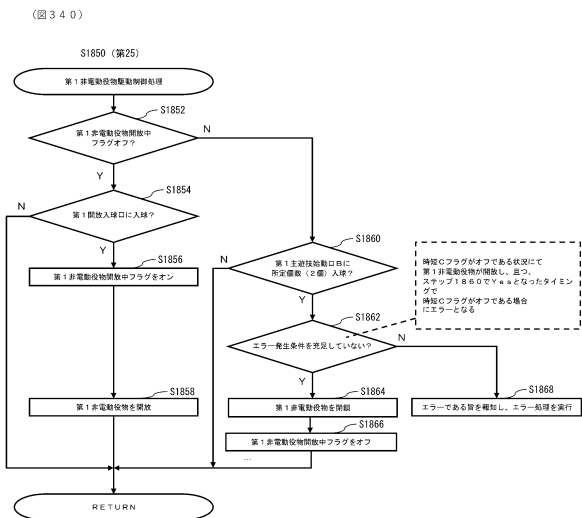 （図３４０）
S1850（第25）
第１非電動役物駆動制御処理
S1852
第１非電動役物開放中
フラグオフ？
N
Y
S1854
第１開放入球口に入球？
N
Y
S1856
第１非電動役物開放中フラグをオン
S1858
第１非電動役物を開放
S1860
第１主遊技始動口Ｂに
所定個数（２個）入球？
N
Y
時短Ｃフラグがオフである状況にて
第１非電動役物が開放し、且つ、
ステップ１８６０でＹｅｓとなったタイミン
グで
時短Ｃフラグがオフである場合
にエラーとなる
S1862
エラー発生条件を充足していない？
N
Y
S1864
第１非電動役物を閉鎖
S1868
エラーである旨を報知し、エラー処理を実行
S1866
第１非電動役物開放中フラグをオフ
…
ＲＥＴＵＲＮ